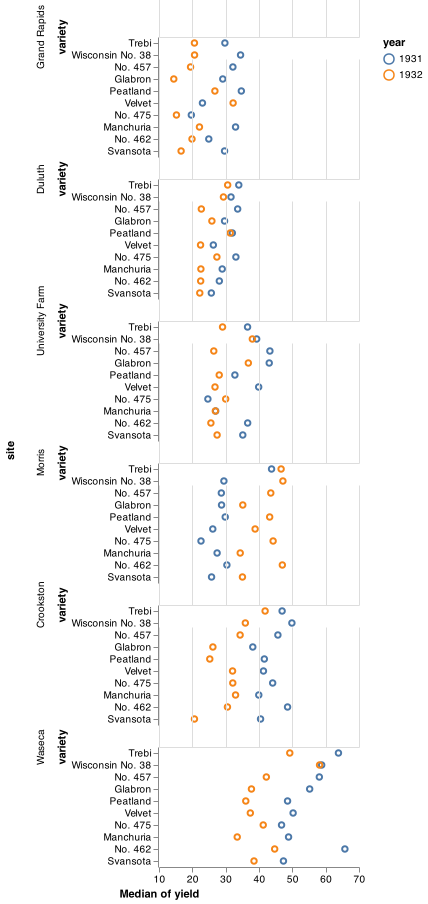 year
1931
1932
site
Grand Rapids
variety
Trebi
Wisconsin No. 38
No. 457
Glabron
Peatland
Velvet
No. 475
Manchuria
No. 462
Svansota
Duluth
variety
Trebi
Wisconsin No. 38
No. 457
Glabron
Peatland
Velvet
No. 475
Manchuria
No. 462
Svansota
University Farm
variety
Trebi
Wisconsin No. 38
No. 457
Glabron
Peatland
Velvet
No. 475
Manchuria
No. 462
Svansota
Morris
variety
Trebi
Wisconsin No. 38
No. 457
Glabron
Peatland
Velvet
No. 475
Manchuria
No. 462
Svansota
Crookston
variety
Trebi
Wisconsin No. 38
No. 457
Glabron
Peatland
Velvet
No. 475
Manchuria
No. 462
Svansota
Waseca
variety
Trebi
Wisconsin No. 38
No. 457
Glabron
Peatland
Velvet
No. 475
Manchuria
No. 462
Svansota
10 20 30 40 50 60 70
Median of yield